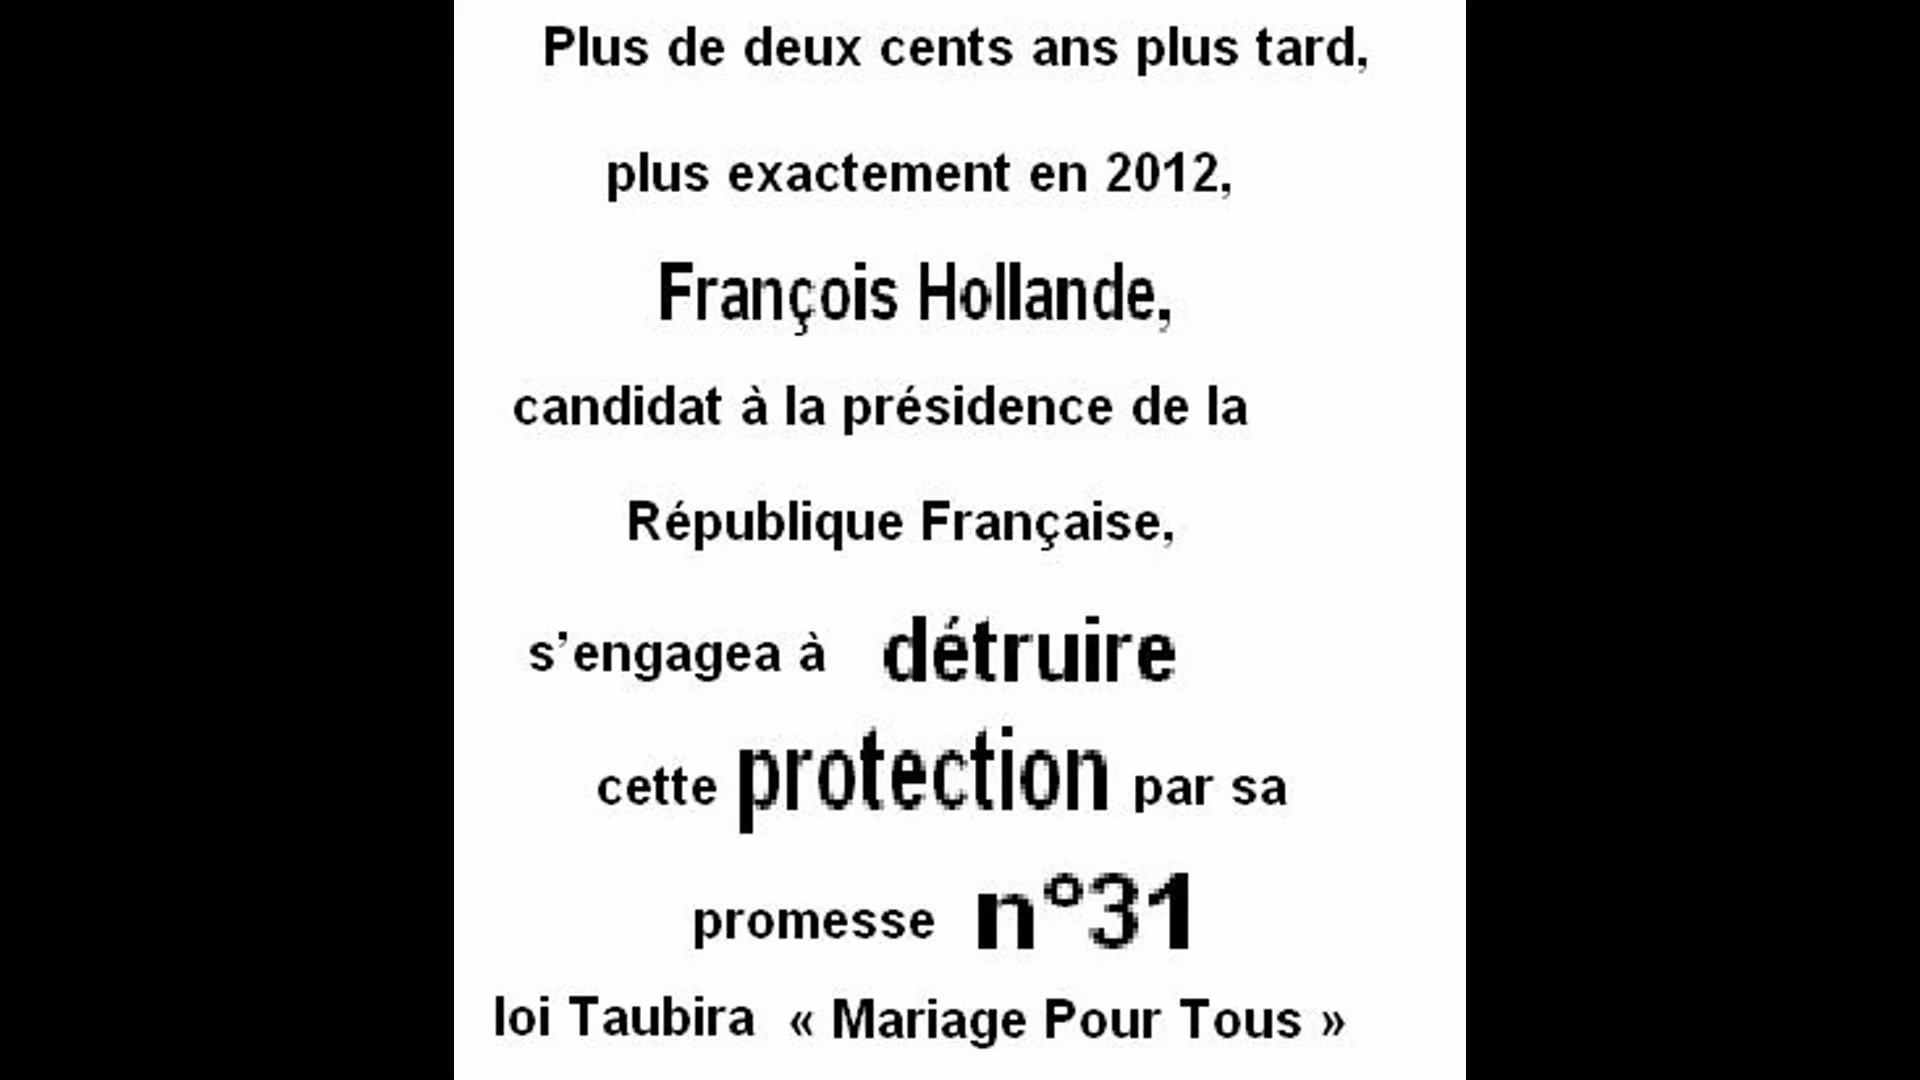 Plus de deux cents ans plus tard,
plus exactement en 2012,
François Hollande,
candidat à la présidence de la
République Française,
s’engagea à détruire
cette protection par sa
promesse n°31
loi Taubira « Mariage Pour Tous »